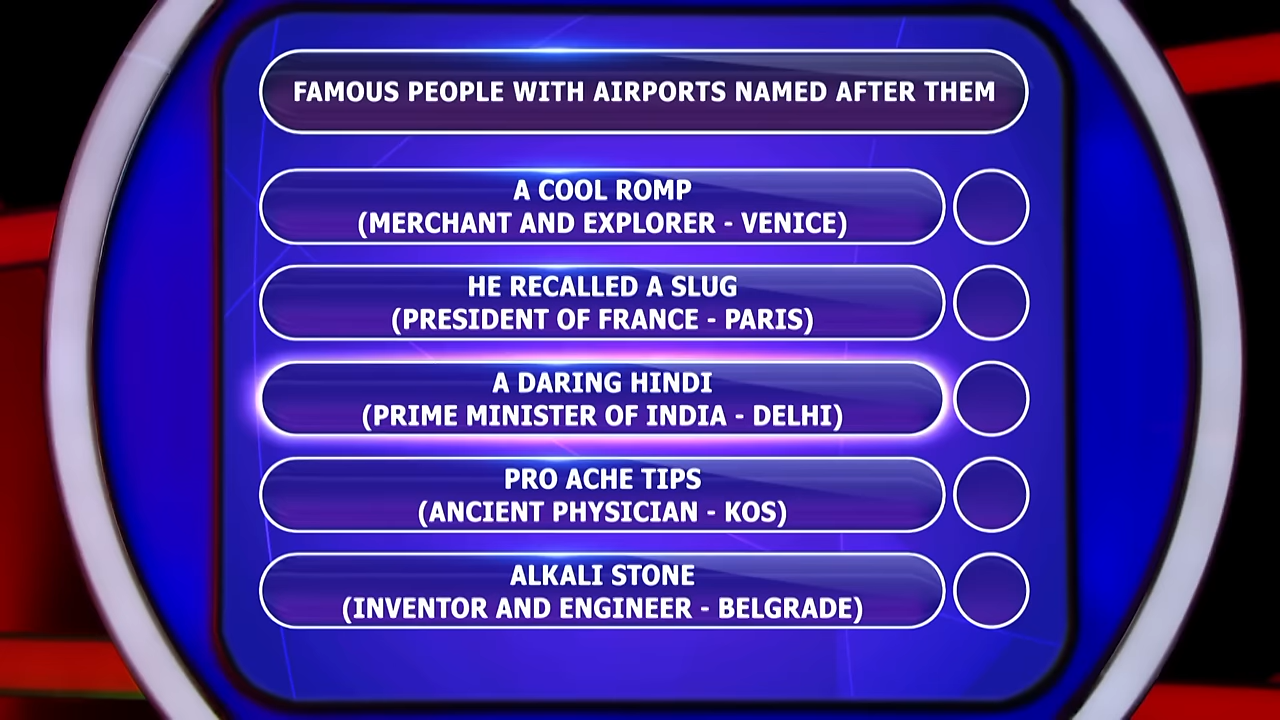 FAMOUS PEOPLE WITH AIRPORTS NAMED AFTER THEM
A COOL ROMP
(MERCHANT AND EXPLORER - VENICE)
HE RECALLED A SLUG
(PRESIDENT OF FRANCE - PARIS)
A DARING HINDI
(PRIME MINISTER OF INDIA - DELHI)
PRO ACHE TIPS
(ANCIENT PHYSICIAN - KOS)
ALKALI STONE
(INVENTOR AND ENGINEER - BELGRADE)